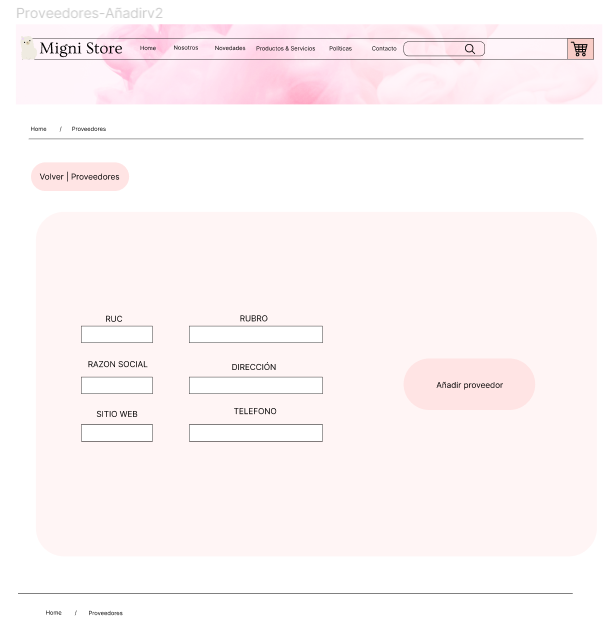 Proveedores-Añadirv2
Migni Store Home Nosotros Novedades Productos & Servicios Políticas Contacto
Home / Proveedores
Volver | Proveedores
RUC RUBRO
RAZON SOCIAL DIRECCIÓN
Añadir proveedor
SITIO WEB TELEFONO
Home / Proveedores